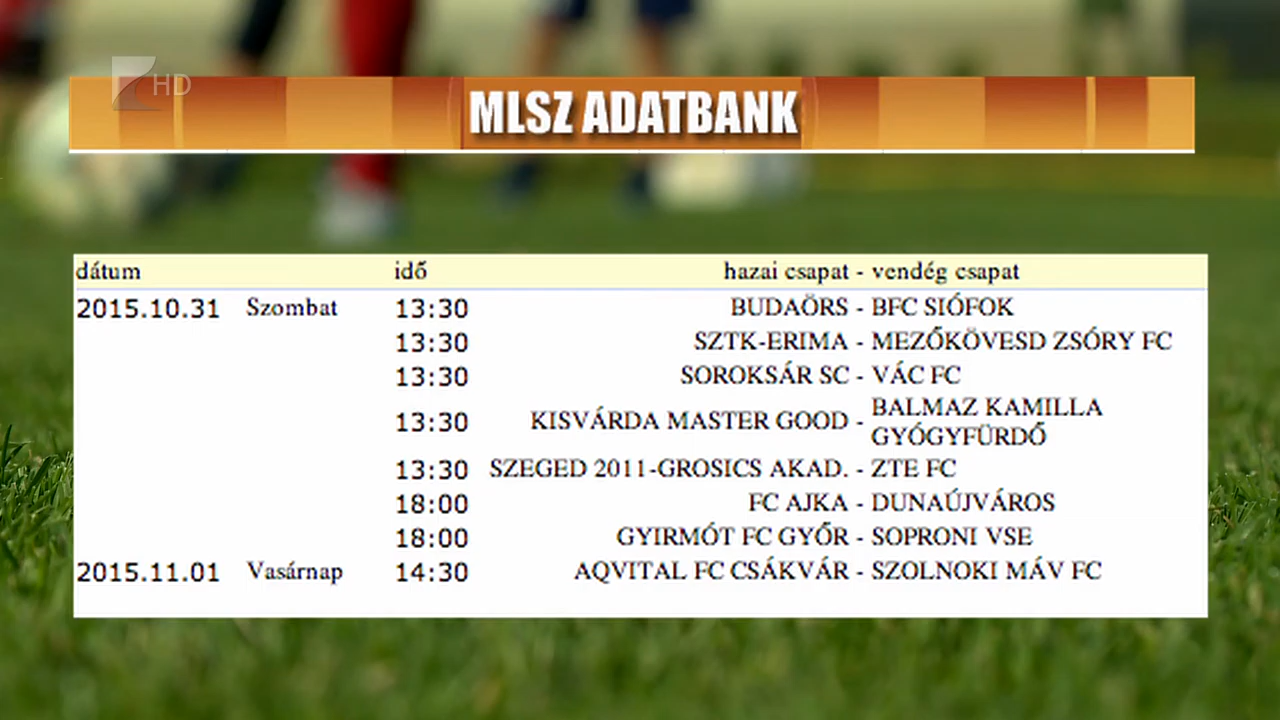 HD
MLSZ ADATBANK
dátum idő hazai csapat - vendég csapat
2015.10.31 Szombat 13:30 BUDAÖRS - BFC SIÓFOK
13:30 SZTK-ERIMA - MEZŐKÖVESD ZSÓRY FC
13:30 SOROKSÁR SC - VÁC FC
13:30 KISVÁRDA MASTER GOOD - BALMAZ KAMILLA
GYÓGYFÜRDŐ
13:30 SZEGED 2011-GROSICS AKAD. - ZTE FC
18:00 FC AJKA - DUNAÚJVÁROS
18:00 GYIRMÓT FC GYŐR - SOPRONI VSE
2015.11.01 Vasárnap 14:30 AQVITAL FC CSÁKVÁR - SZOLNOKI MÁV FC